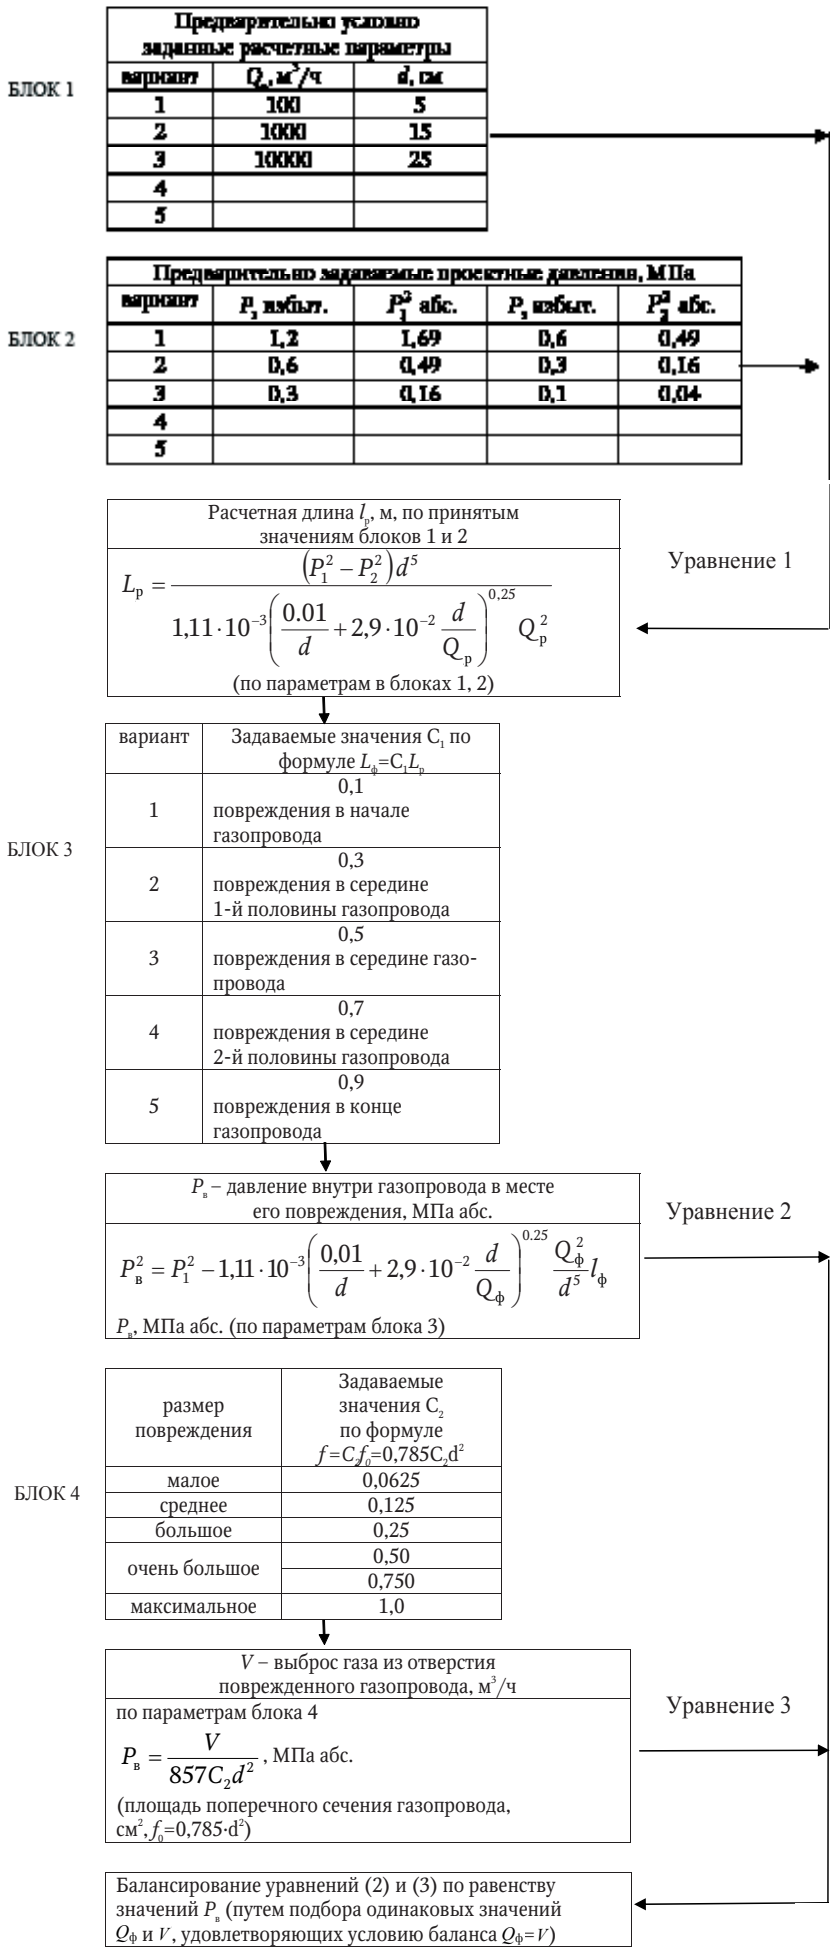 Предварительно условно
заданные расчетные параметры
вариант Q, м³/ч d, см
БЛОК 1
1 100 5
2 1000 15
3 10000 25
4
5
Предварительно задаваемые проектные давления, МПа
вариант P₁ избыт. P₁² абс. P₂ избыт. P₂² абс.
БЛОК 2
1 1,2 1,69 0,6 0,49
2 0,6 0,49 0,3 0,16
3 0,3 0,16 0,1 0,04
4
5
Расчетная длина lₚ, м, по принятым
значениям блоков 1 и 2
Уравнение 1
Lр = (P₁² − P₂²)d⁵ / 1,11·10⁻³(0.01/d + 2,9·10⁻² d/Qр)^0,25 Qр²
(по параметрам в блоках 1, 2)
вариант Задаваемые значения C₁ по
формуле Lф=C₁Lр
БЛОК 3
0,1
1 повреждения в начале
газопровода
0,3
2 повреждения в середине
1-й половины газопровода
0,5
3 повреждения в середине газо-
провода
0,7
4 повреждения в середине
2-й половины газопровода
0,9
5 повреждения в конце
газопровода
Pв – давление внутри газопровода в месте
его повреждения, МПа абс.
Уравнение 2
Pв² = P₁² − 1,11·10⁻³(0,01/d + 2,9·10⁻² d/Qф)^0.25 Qф²/d⁵ lф
Pв, МПа абс. (по параметрам блока 3)
БЛОК 4
размер
повреждения
Задаваемые
значения C₂
по формуле
f=C₂f₀=0,785C₂d²
малое 0,0625
среднее 0,125
большое 0,25
очень большое 0,50
0,750
максимальное 1,0
V – выброс газа из отверстия
поврежденного газопровода, м³/ч
Уравнение 3
по параметрам блока 4
Pв = V / 857C₂d² , МПа абс.
(площадь поперечного сечения газопровода,
см², f₀=0,785·d²)
Балансирование уравнений (2) и (3) по равенству
значений Pв (путем подбора одинаковых значений
Qф и V, удовлетворяющих условию баланса Qф=V)